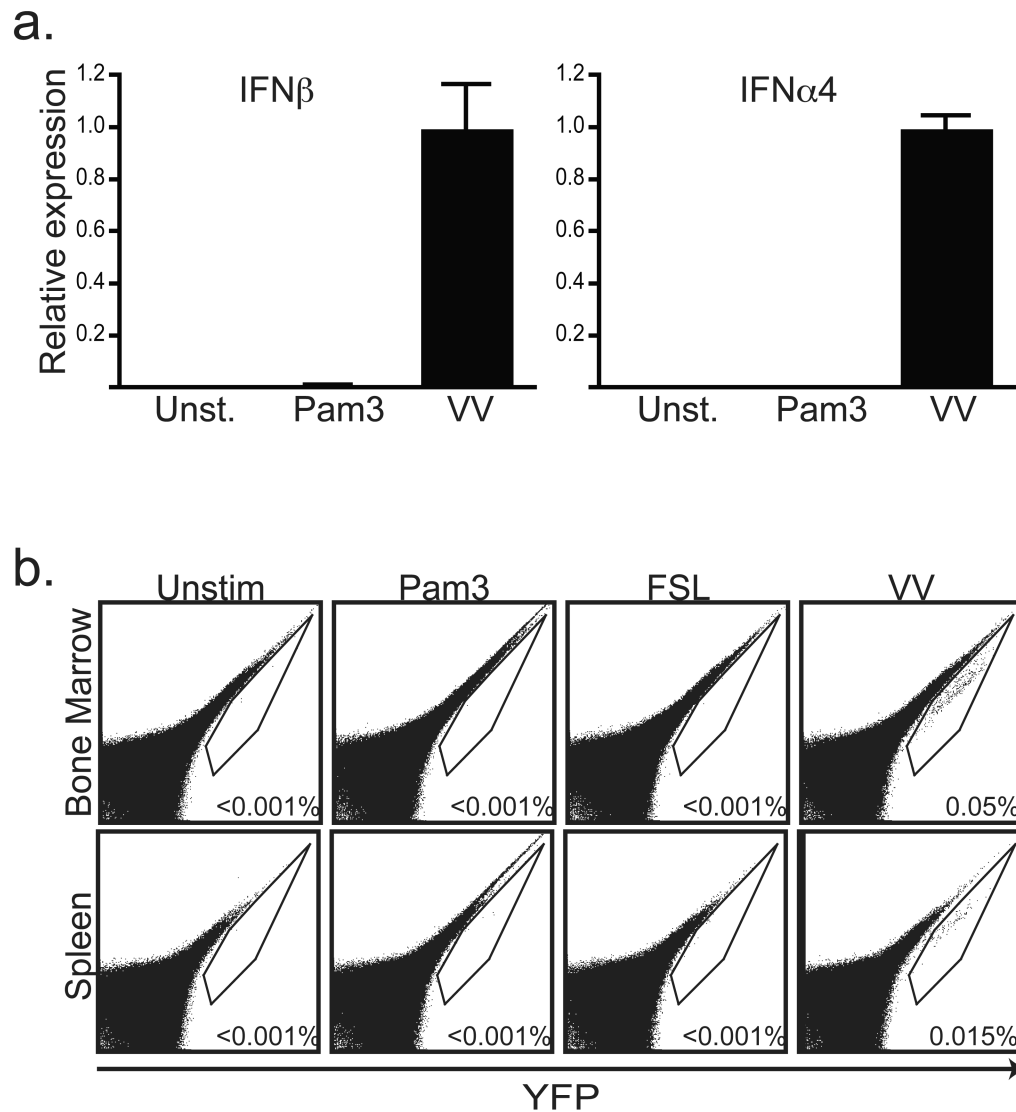 a.
IFNβ
IFNα4
Relative expression
1.2
1.0
0.8
0.6
0.4
0.2
1.2
1.0
0.8
0.6
0.4
0.2
Unst. Pam3 VV
Unst. Pam3 VV
b.
Unstim Pam3 FSL VV
Bone Marrow
<0.001% <0.001% <0.001% 0.05%
Spleen
<0.001% <0.001% <0.001% 0.015%
YFP